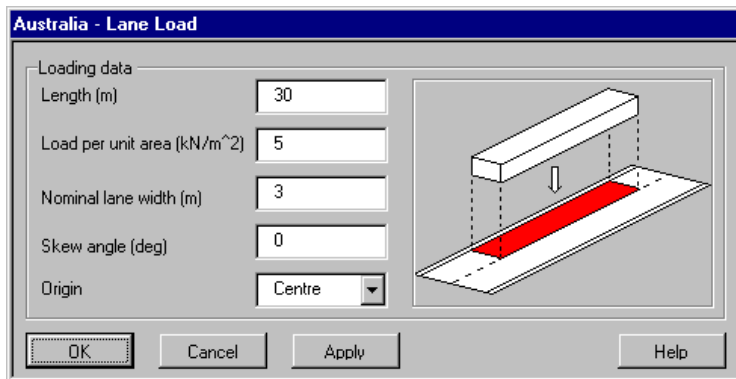 Australia - Lane Load
Loading data
Length (m) 30
Load per unit area (kN/m^2) 5
Nominal lane width (m) 3
Skew angle (deg) 0
Origin Centre
OK Cancel Apply Help